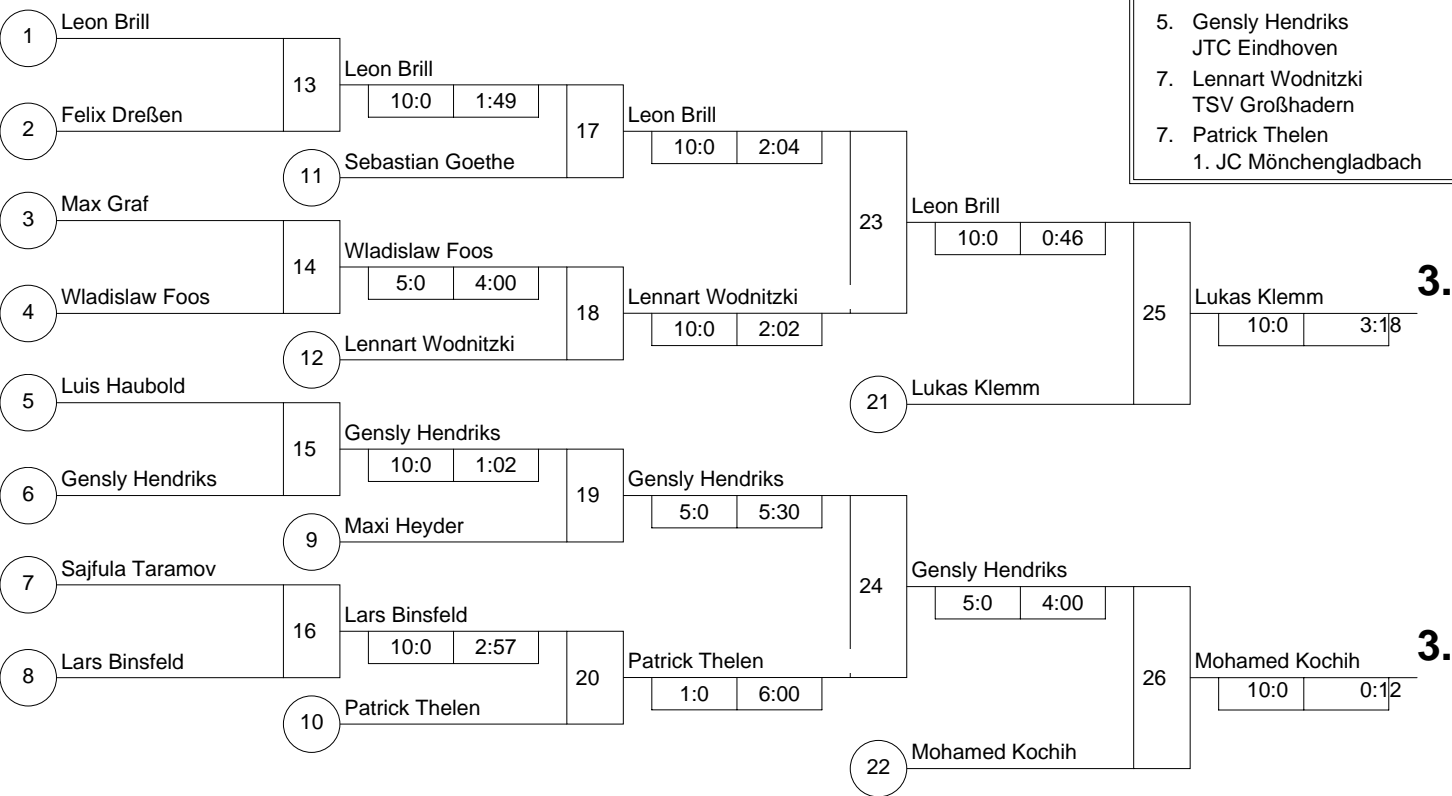 1
Leon Brill
2
Felix Dreßen
13
Leon Brill
10:0 1:49
11
Sebastian Goethe
17
Leon Brill
10:0 2:04
3
Max Graf
4
Wladislaw Foos
14
Wladislaw Foos
5:0 4:00
12
Lennart Wodnitzki
18
Lennart Wodnitzki
10:0 2:02
23
Leon Brill
10:0 0:46
21
Lukas Klemm
25
Lukas Klemm
10:0 3:18
3.
5
Luis Haubold
6
Gensly Hendriks
15
Gensly Hendriks
10:0 1:02
9
Maxi Heyder
19
Gensly Hendriks
5:0 5:30
7
Sajfula Taramov
8
Lars Binsfeld
16
Lars Binsfeld
10:0 2:57
10
Patrick Thelen
20
Patrick Thelen
1:0 6:00
24
Gensly Hendriks
5:0 4:00
22
Mohamed Kochih
26
Mohamed Kochih
10:0 0:12
3.
5. Gensly Hendriks
JTC Eindhoven
7. Lennart Wodnitzki
TSV Großhadern
7. Patrick Thelen
1. JC Mönchengladbach